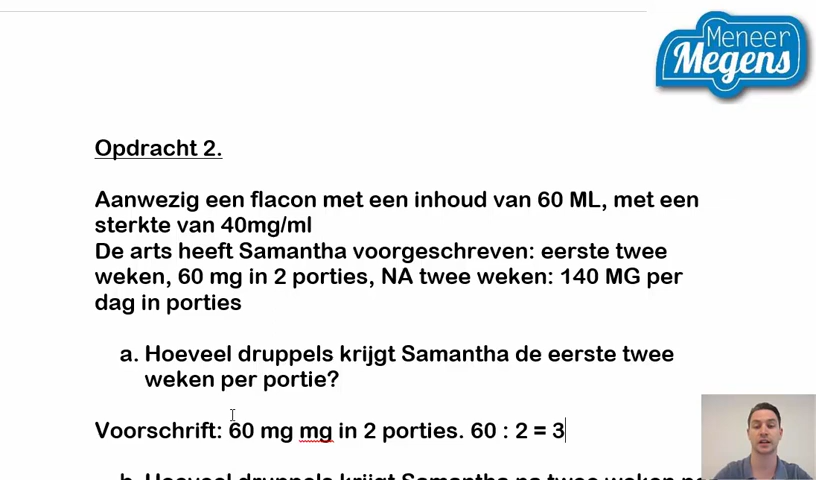 Meneer
Megens
Opdracht 2.
Aanwezig een flacon met een inhoud van 60 ML, met een
sterkte van 40mg/ml
De arts heeft Samantha voorgeschreven: eerste twee
weken, 60 mg in 2 porties, NA twee weken: 140 MG per
dag in porties
a. Hoeveel druppels krijgt Samantha de eerste twee
weken per portie?
Voorschrift: 60 mg mg in 2 porties. 60 : 2 = 3
b. Hoeveel druppels krijgt Samantha na twee weken